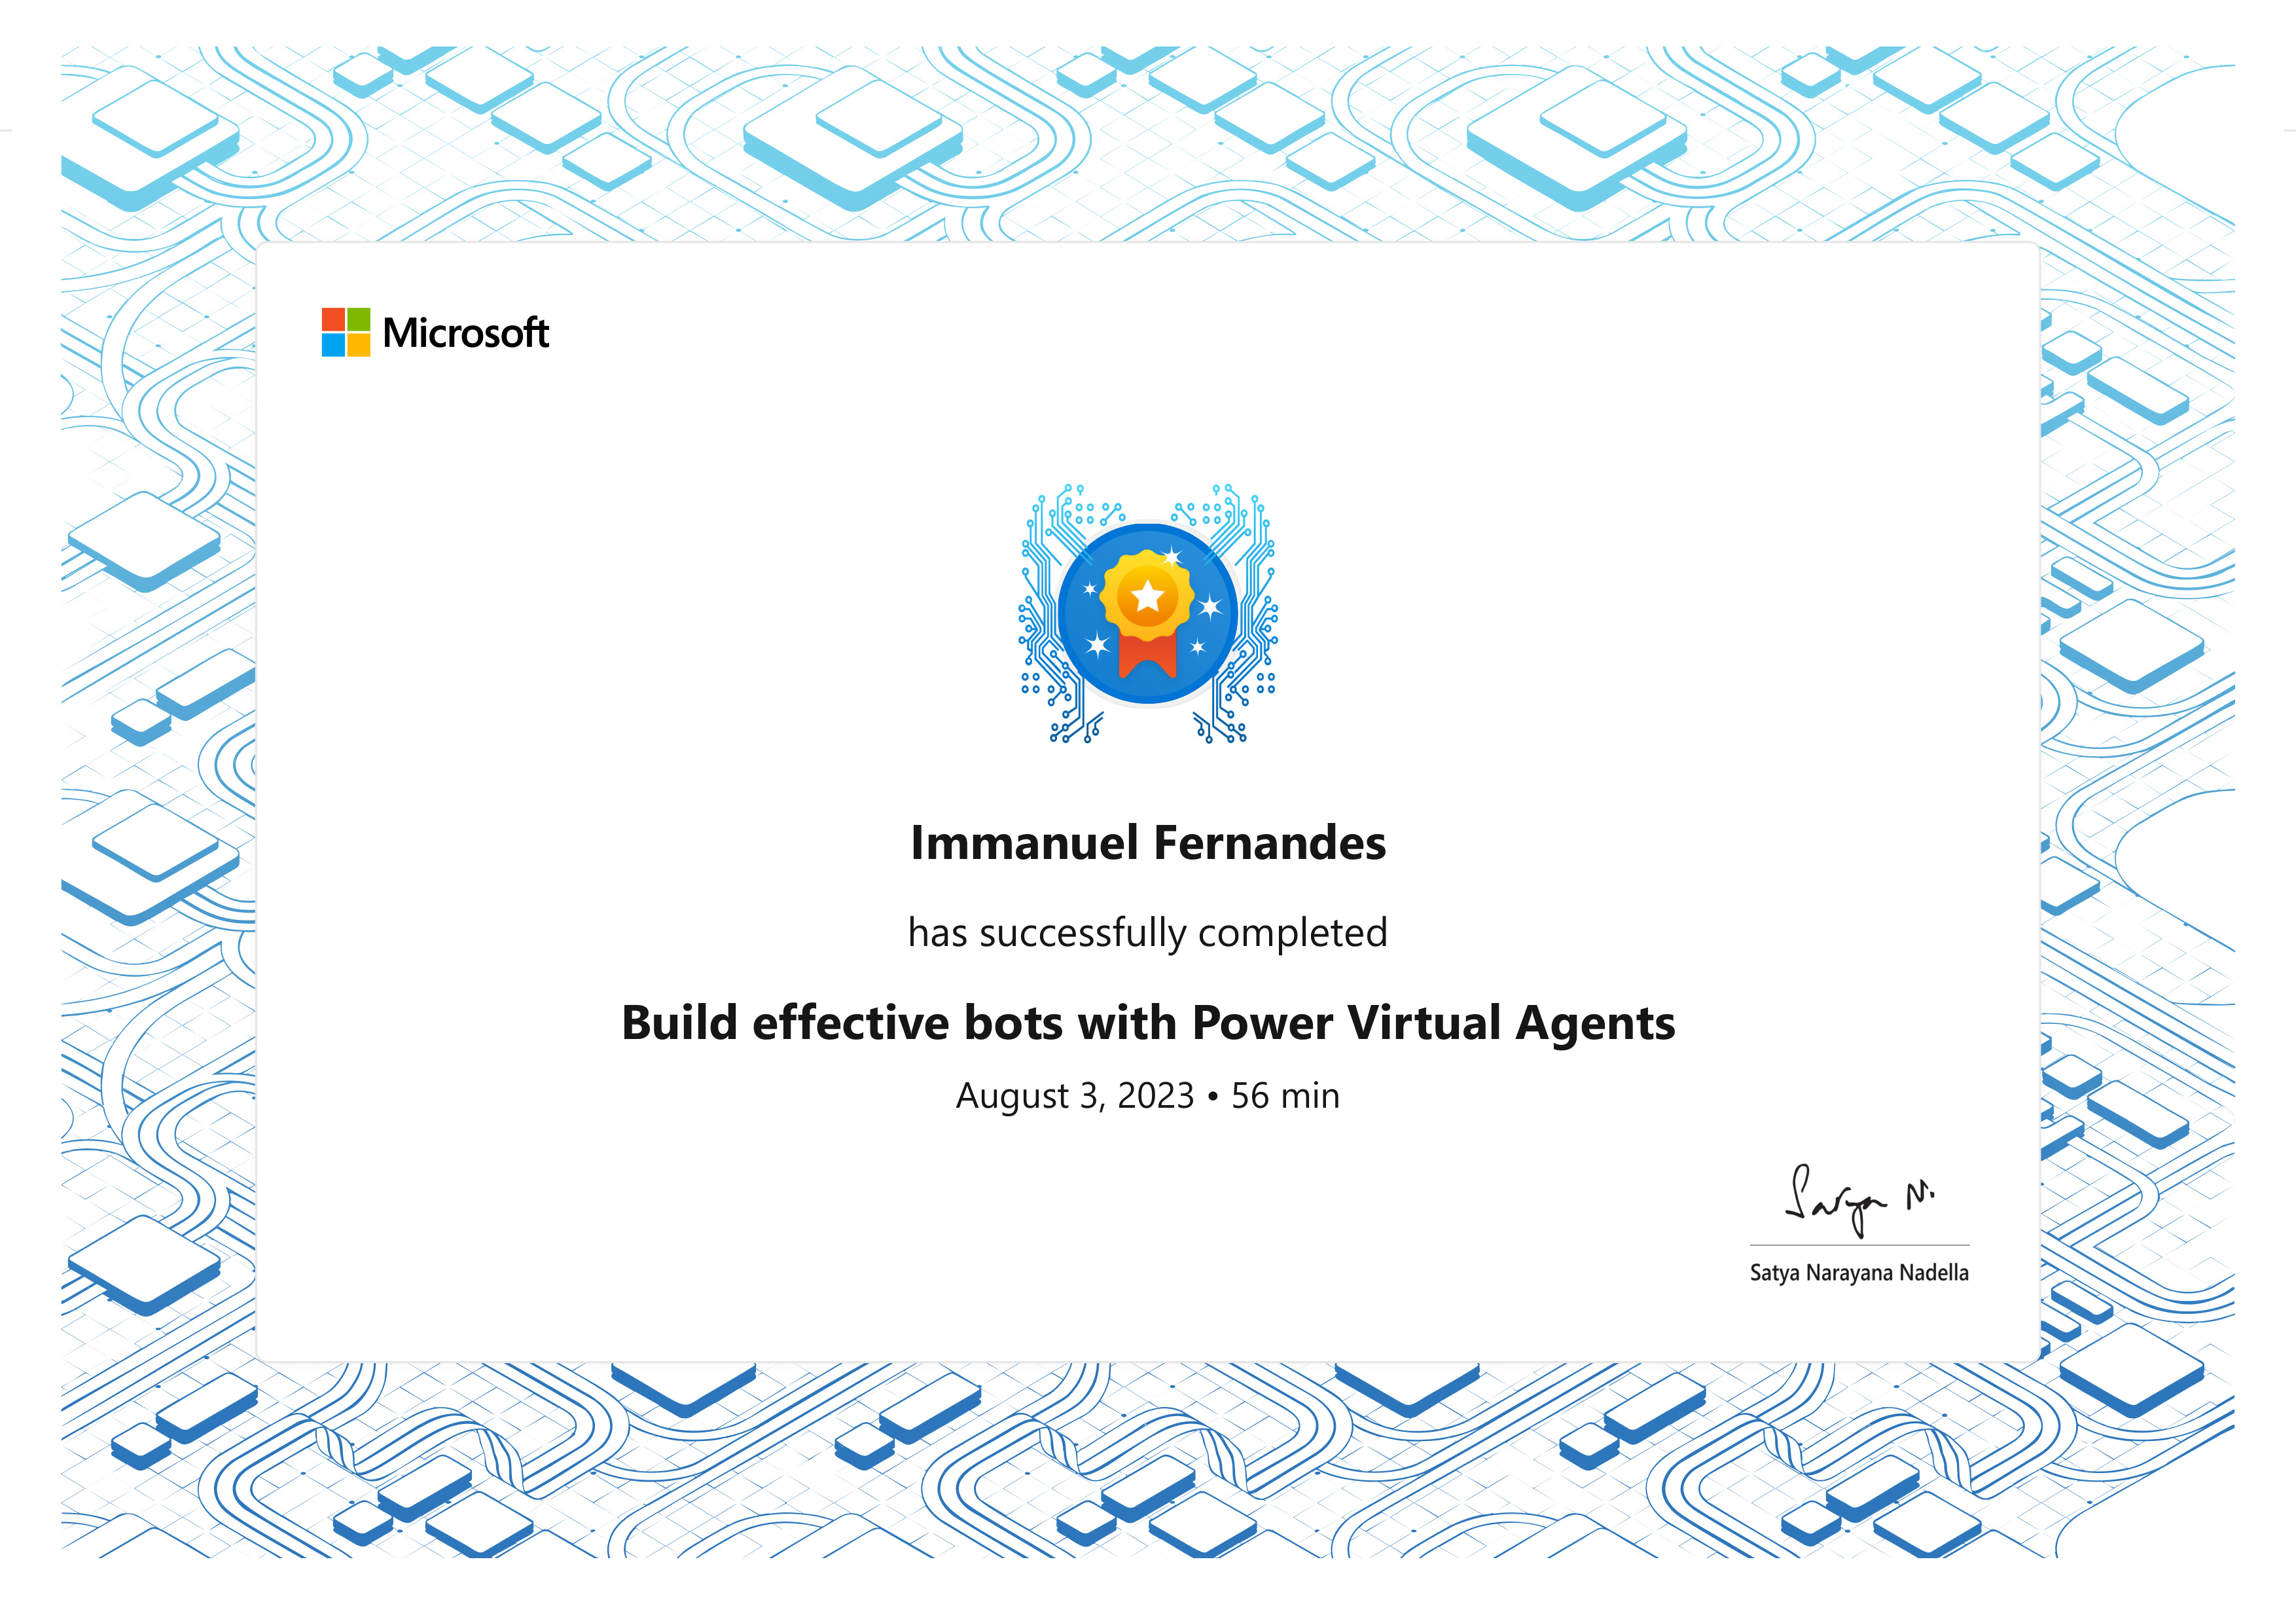 Microsoft
Immanuel Fernandes
has successfully completed
Build effective bots with Power Virtual Agents
August 3, 2023 • 56 min
Satya N.
Satya Narayana Nadella